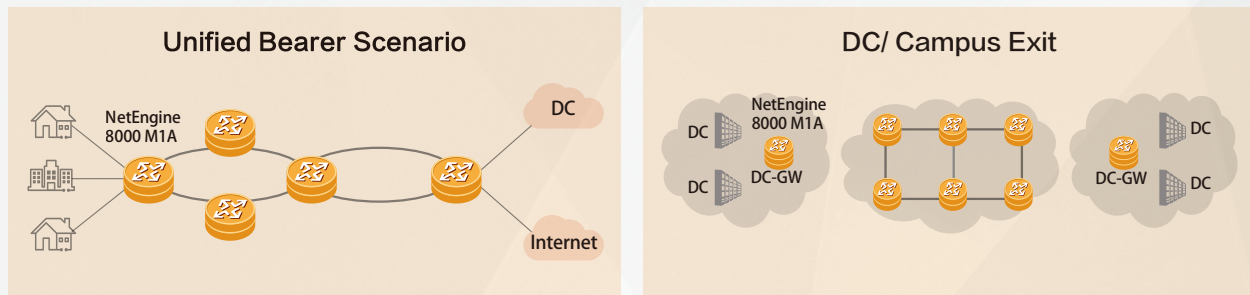 Unified Bearer Scenario
NetEngine
8000 M1A
DC
Internet
DC/ Campus Exit
DC
NetEngine
8000 M1A
DC
DC-GW
DC-GW
DC
DC